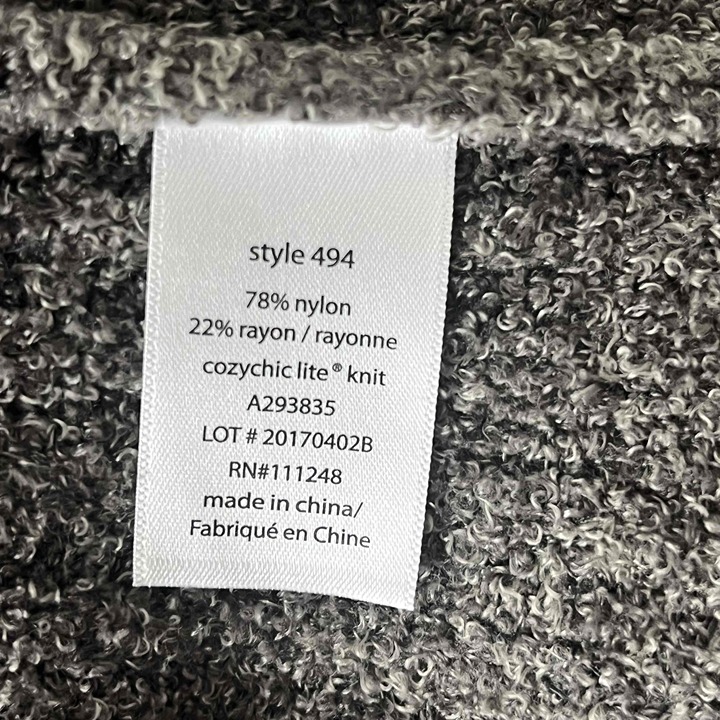 style 494
78% nylon
22% rayon / rayonne
cozychic lite® knit
A293835
LOT # 20170402B
RN#111248
made in china/
Fabriqué en Chine